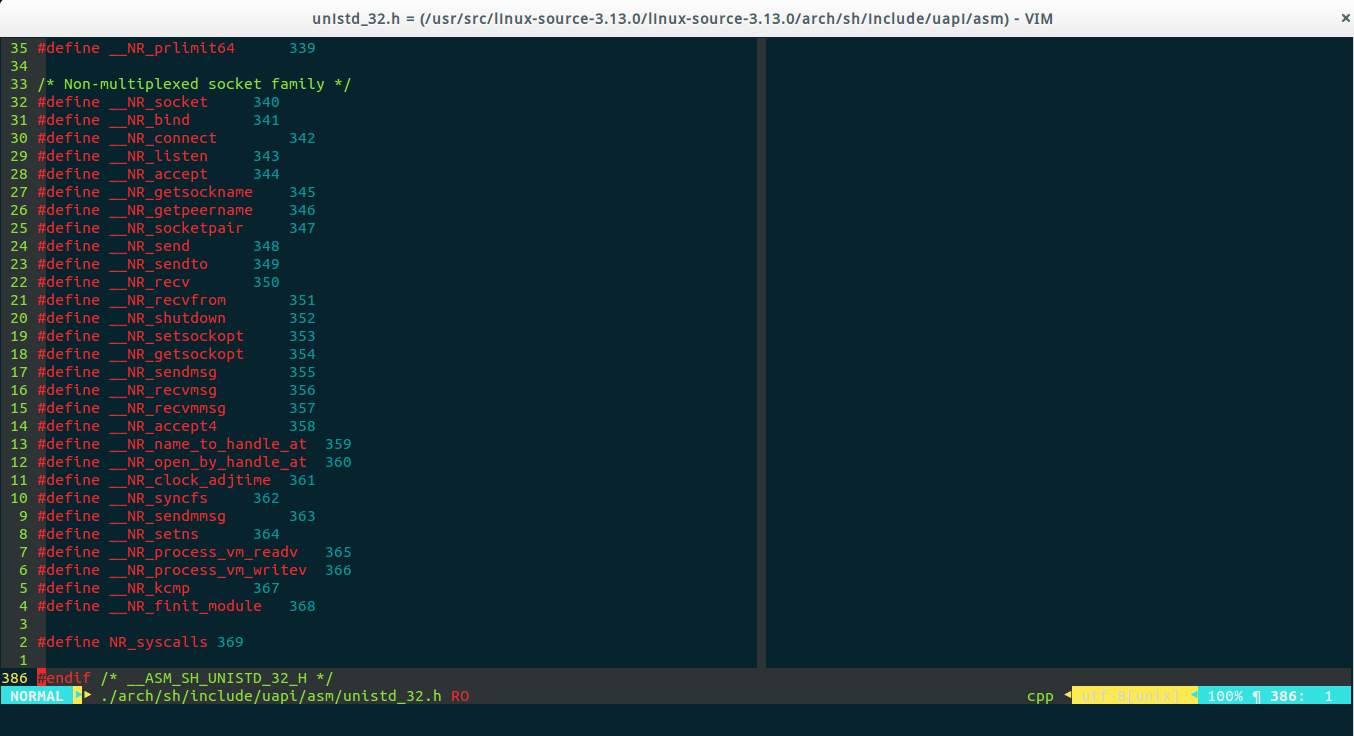 unistd_32.h = (/usr/src/linux-source-3.13.0/linux-source-3.13.0/arch/sh/include/uapi/asm) - VIM ×
35 #define __NR_prlimit64 339
34
33 /* Non-multiplexed socket family */
32 #define __NR_socket 340
31 #define __NR_bind 341
30 #define __NR_connect 342
29 #define __NR_listen 343
28 #define __NR_accept 344
27 #define __NR_getsockname 345
26 #define __NR_getpeername 346
25 #define __NR_socketpair 347
24 #define __NR_send 348
23 #define __NR_sendto 349
22 #define __NR_recv 350
21 #define __NR_recvfrom 351
20 #define __NR_shutdown 352
19 #define __NR_setsockopt 353
18 #define __NR_getsockopt 354
17 #define __NR_sendmsg 355
16 #define __NR_recvmsg 356
15 #define __NR_recvmmsg 357
14 #define __NR_accept4 358
13 #define __NR_name_to_handle_at 359
12 #define __NR_open_by_handle_at 360
11 #define __NR_clock_adjtime 361
10 #define __NR_syncfs 362
9 #define __NR_sendmmsg 363
8 #define __NR_setns 364
7 #define __NR_process_vm_readv 365
6 #define __NR_process_vm_writev 366
5 #define __NR_kcmp 367
4 #define __NR_finit_module 368
3
2 #define NR_syscalls 369
1
386 #endif /* __ASM_SH_UNISTD_32_H */
NORMAL ./arch/sh/include/uapi/asm/unistd_32.h RO cpp utf-8[unix] 100% ¶ 386: 1